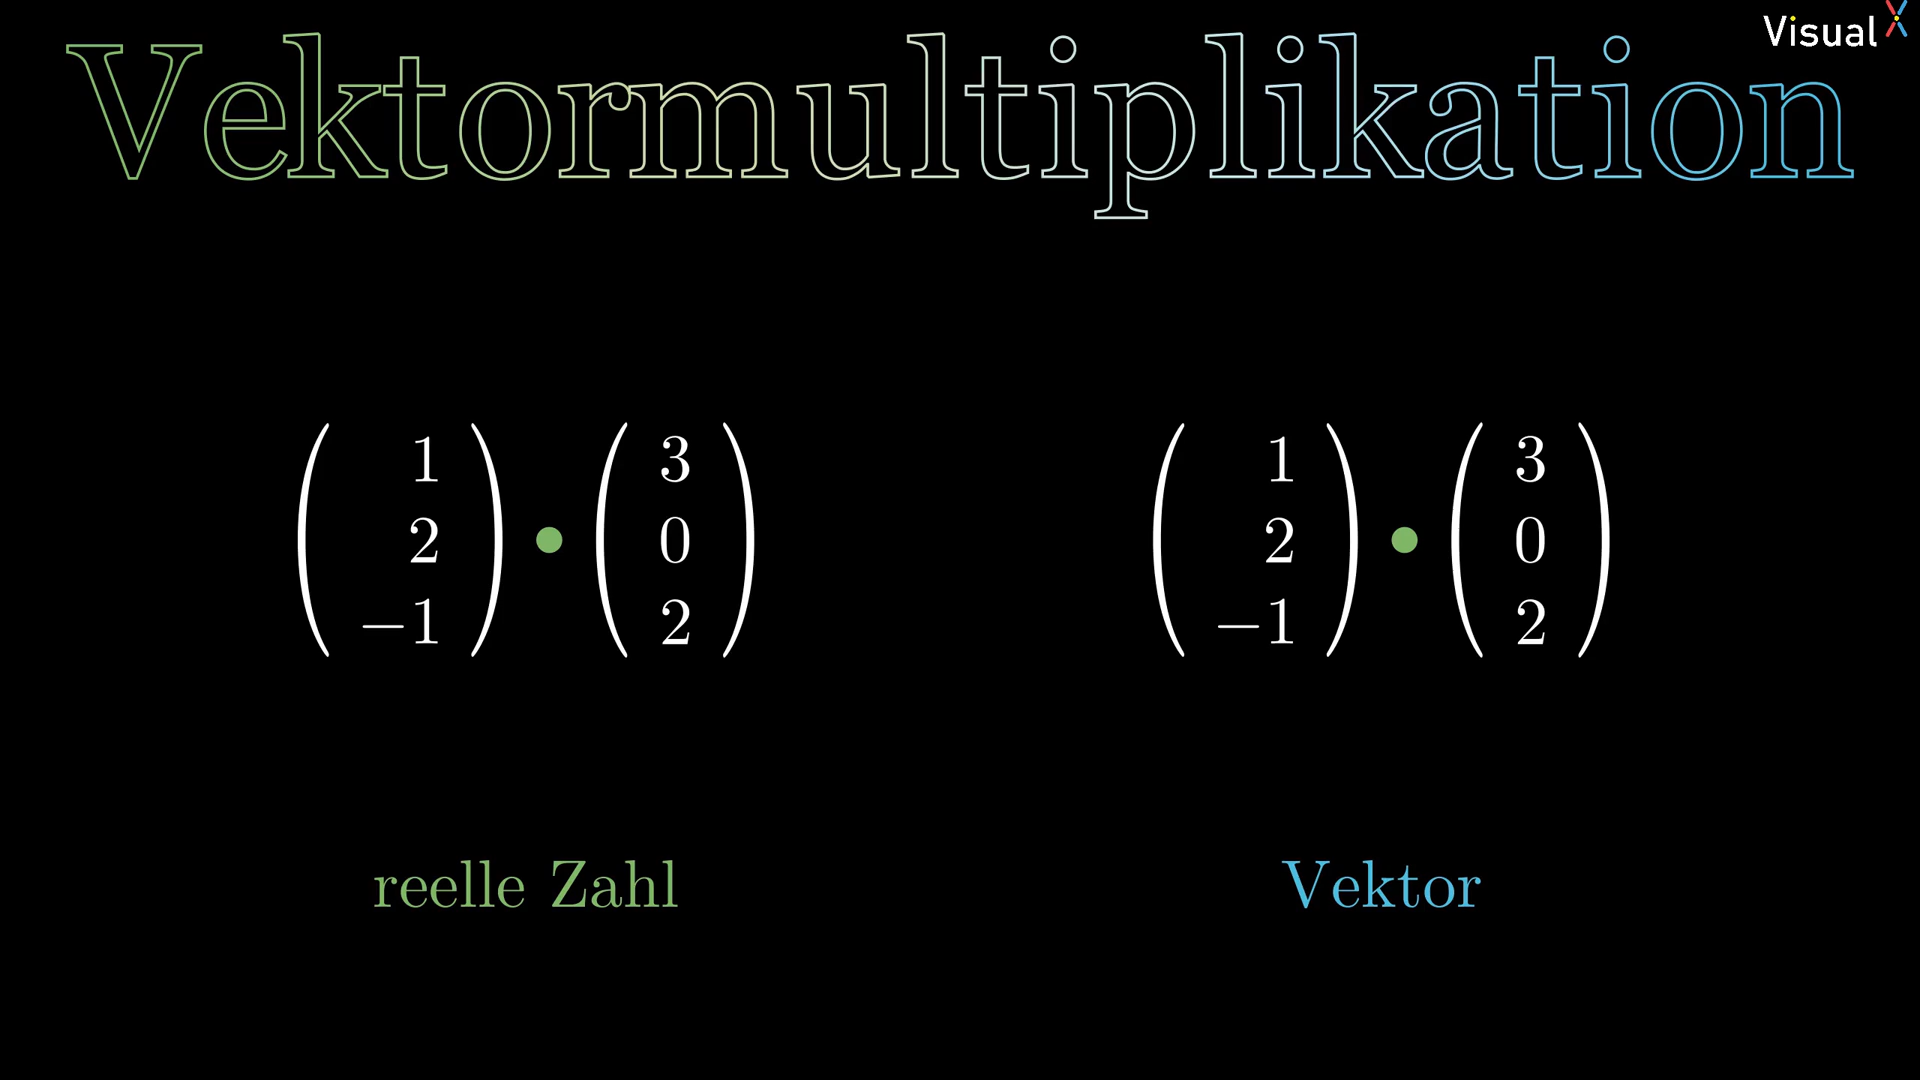 Visual X
Vektormultiplikation
1 3 1 3
2 • 0 2 • 0
−1 2 −1 2
reelle Zahl
Vektor